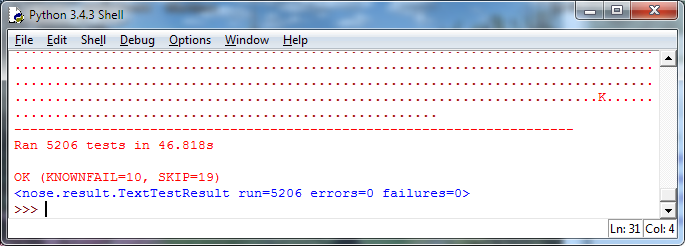 Python 3.4.3 Shell
File Edit Shell Debug Options Window Help
................................................................................
................................................................................
................................................................................
.........................................................................K......
.....................................................
----------------------------------------------------------------------
Ran 5206 tests in 46.818s
OK (KNOWNFAIL=10, SKIP=19)
<nose.result.TextTestResult run=5206 errors=0 failures=0>
>>>
Ln: 31 Col: 4